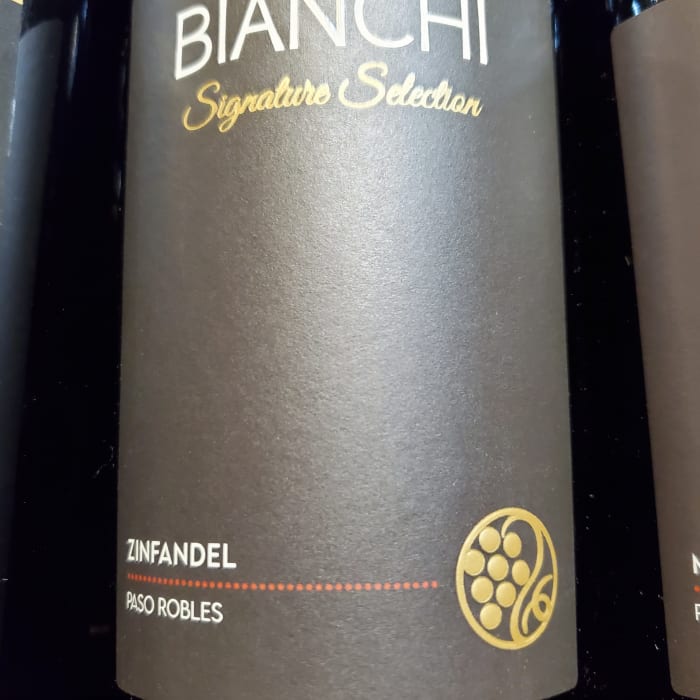 BIANCHI
Signature Selection
ZINFANDEL
PASO ROBLES